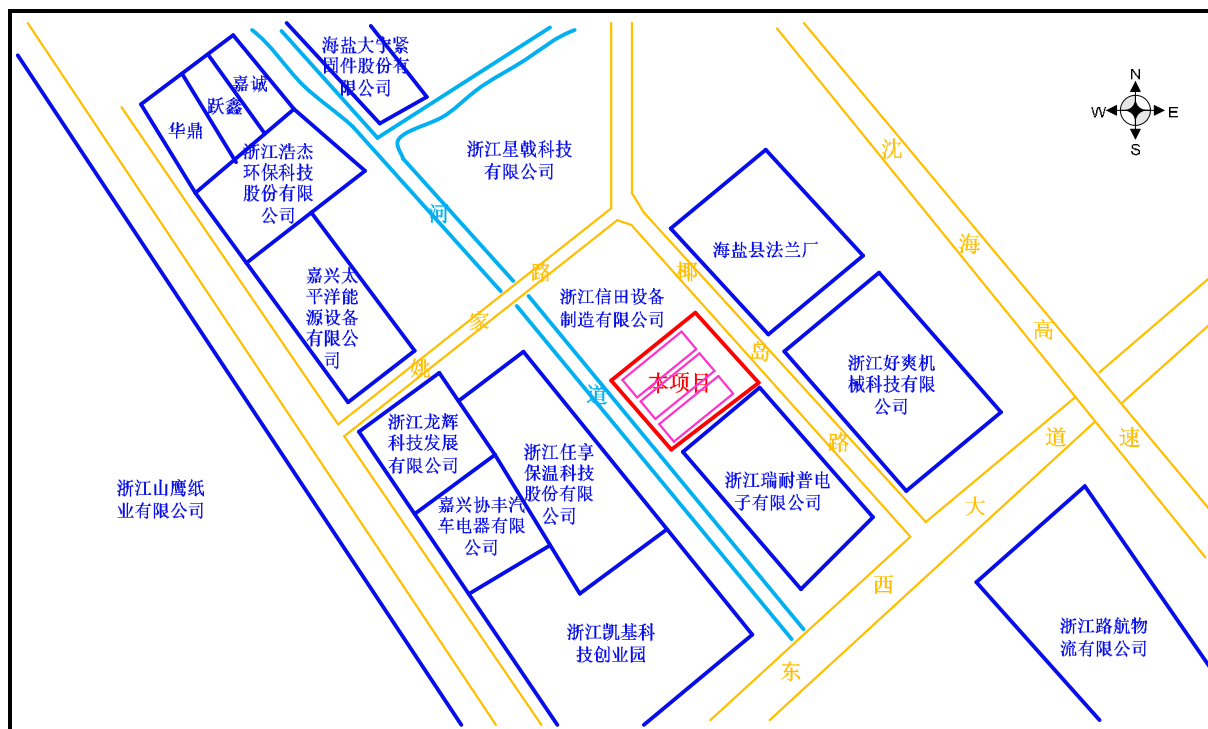 海盐大宁紧
固件股份有
限公司
嘉诚
跃鑫
华鼎
N
W
E
S
浙江浩杰
环保科技
股份有限
公司
浙江星戟科技
有限公司
河
道
沈
海
高
速
海盐县法兰厂
姚
家
路
椰
岛
路
嘉兴太
平洋能
源设备
有限公
司
浙江信田设备
制造有限公司
本项目
浙江好爽机
械科技有限
公司
浙江龙辉
科技发展
有限公司
浙江任享
保温科技
股份有限
公司
浙江瑞耐普电
子有限公司
浙江山鹰纸
业有限公司
嘉兴协丰汽
车电器有限
公司
东
西
大
道
浙江凯基科
技创业园
浙江路航物
流有限公司